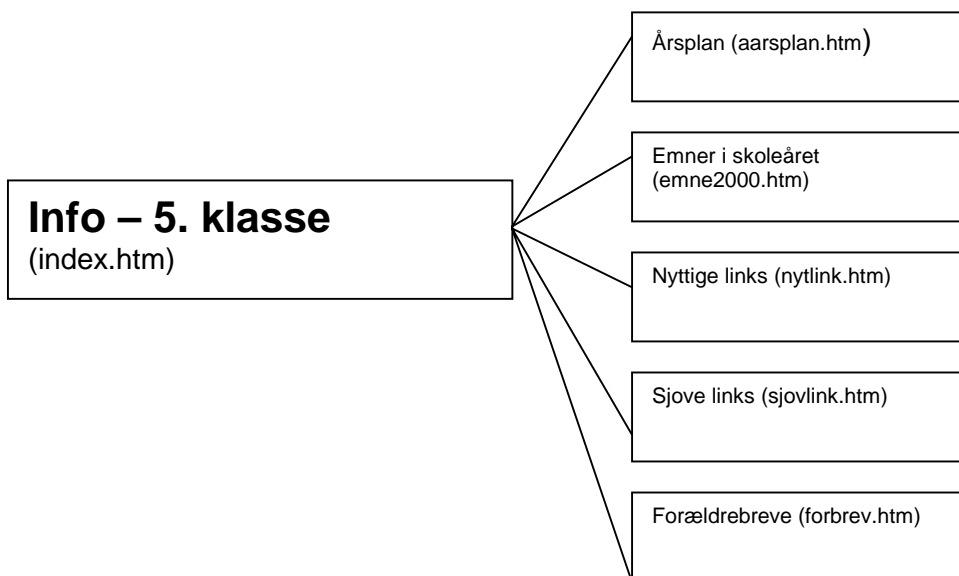 Info – 5. klasse
(index.htm)
Årsplan (aarsplan.htm)
Emner i skoleåret
(emne2000.htm)
Nyttige links (nytlink.htm)
Sjove links (sjovlink.htm)
Forældrebreve (forbrev.htm)